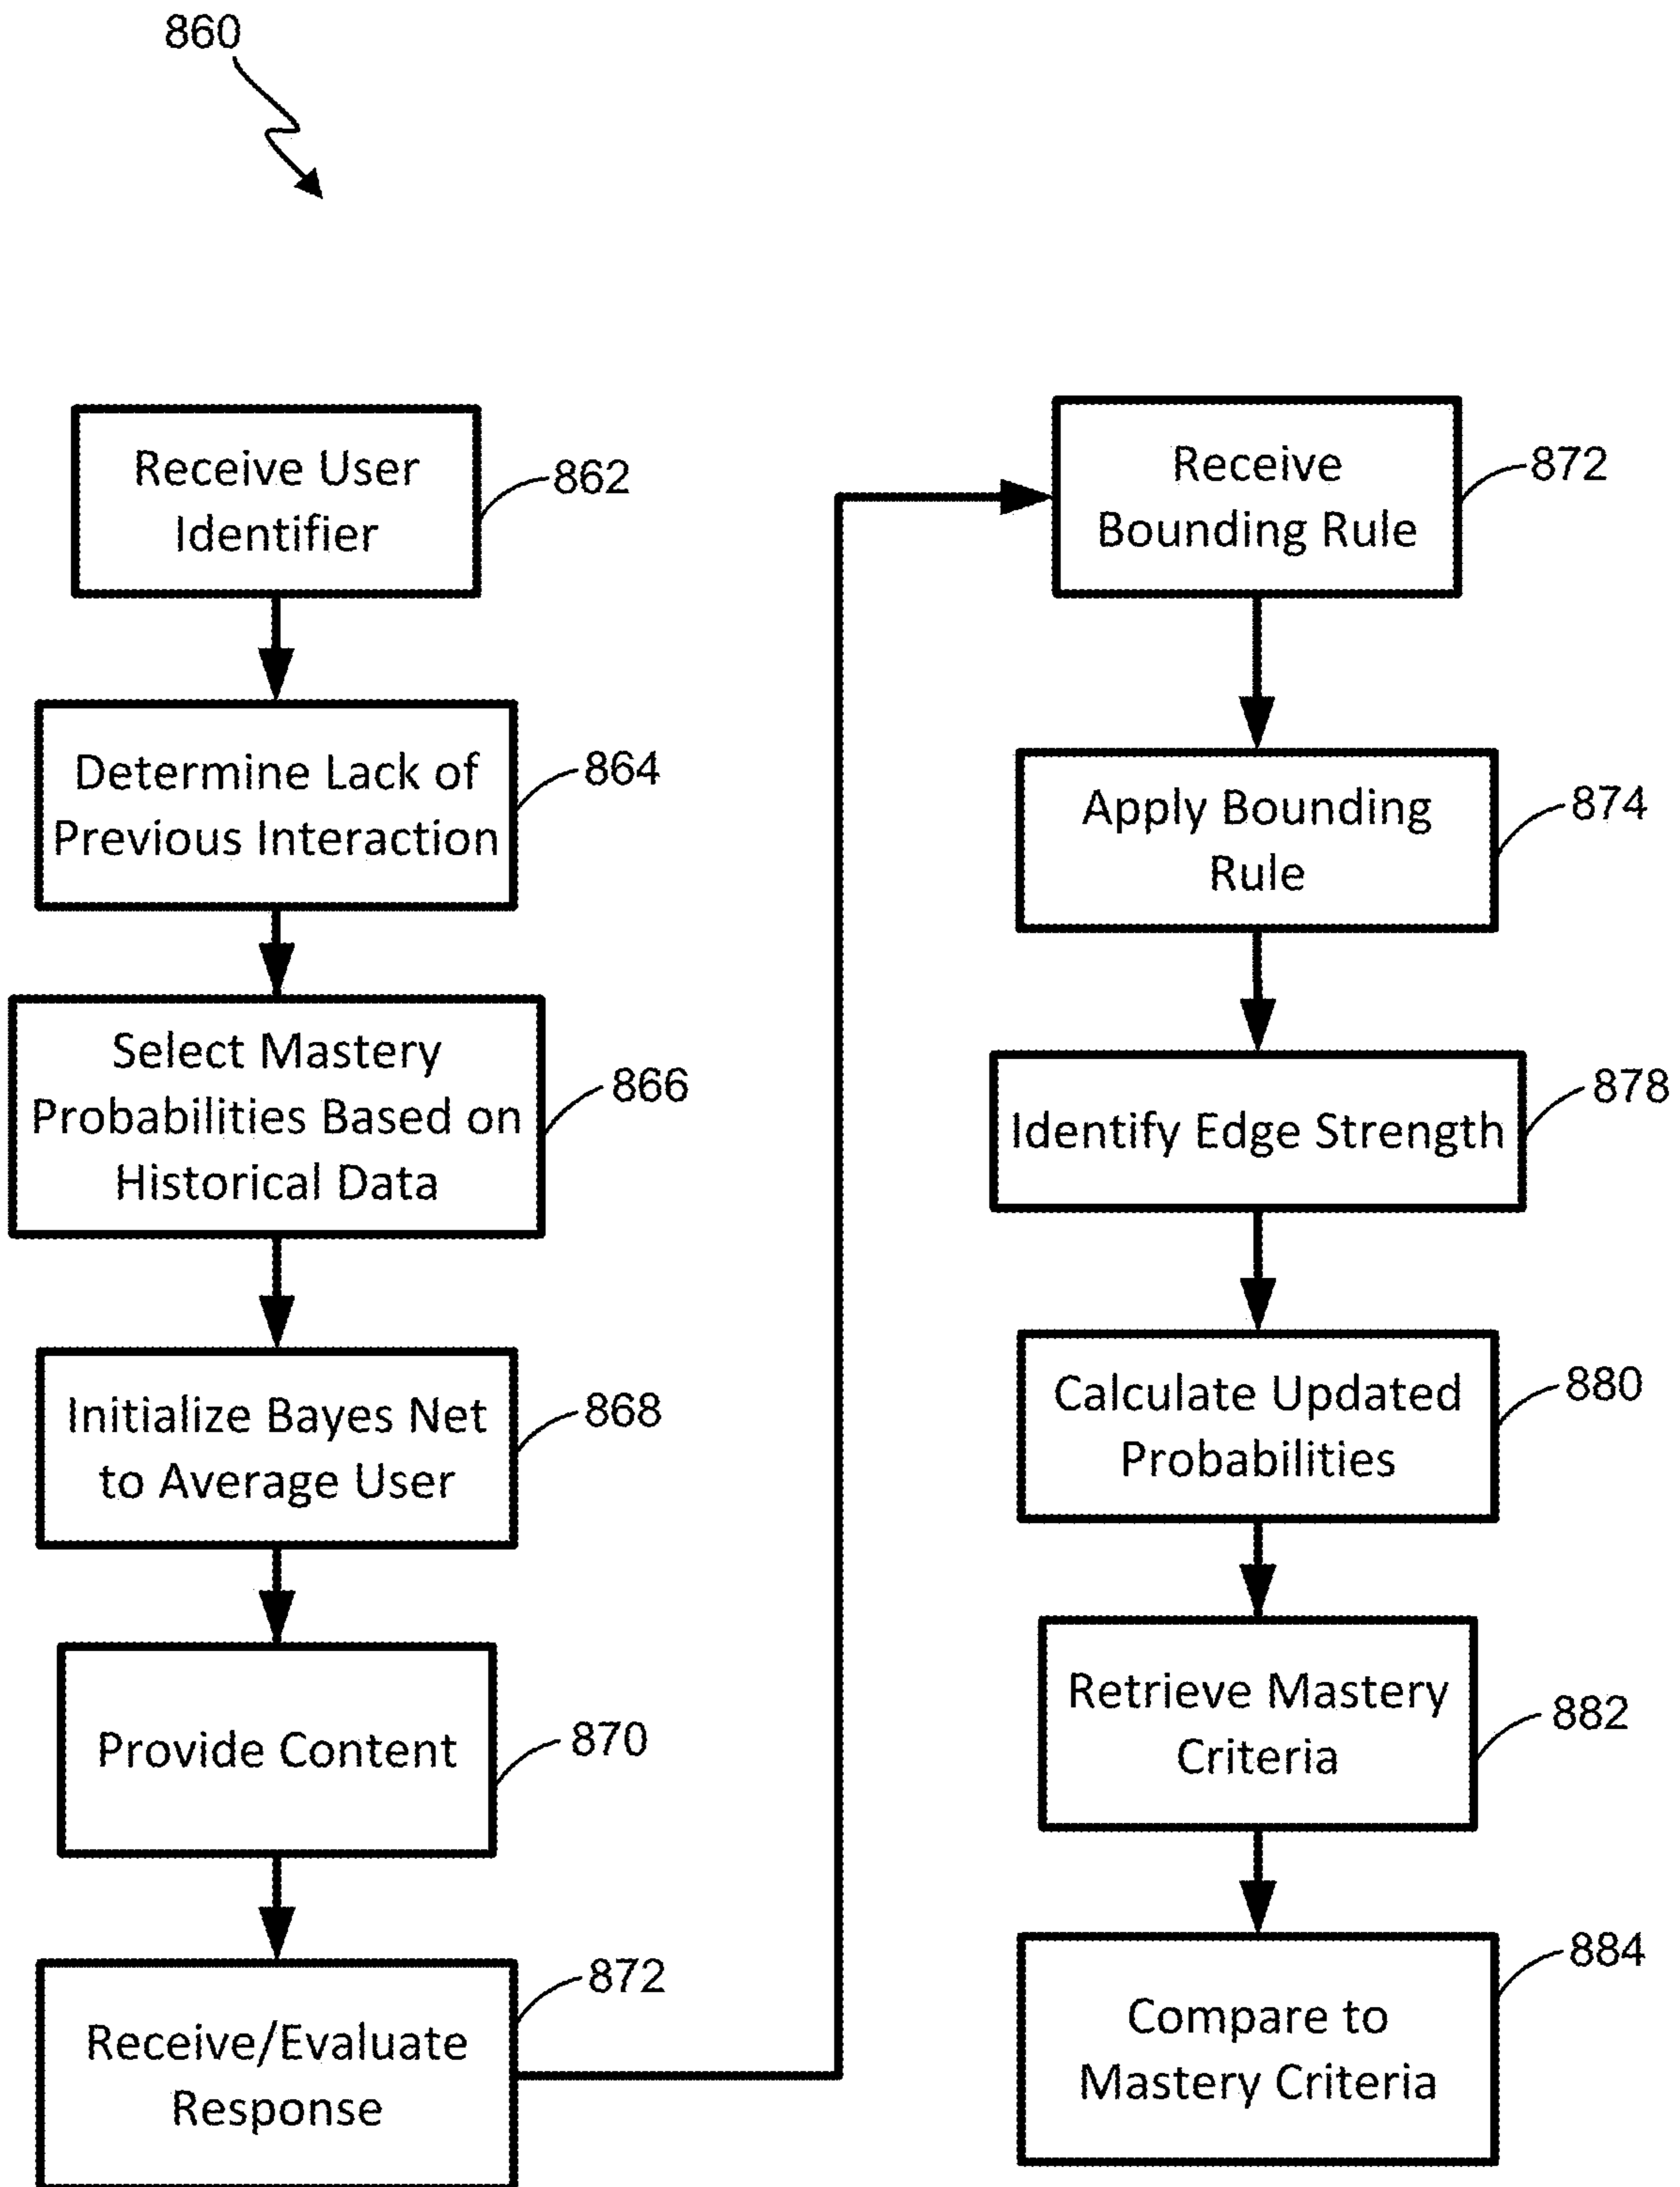 860
Receive User
Identifier
862
Determine Lack of
Previous Interaction
864
Select Mastery
Probabilities Based on
Historical Data
866
Initialize Bayes Net
to Average User
868
Provide Content
870
Receive/Evaluate
Response
872
Receive
Bounding Rule
872
Apply Bounding
Rule
874
Identify Edge Strength
878
Calculate Updated
Probabilities
880
Retrieve Mastery
Criteria
882
Compare to
Mastery Criteria
884